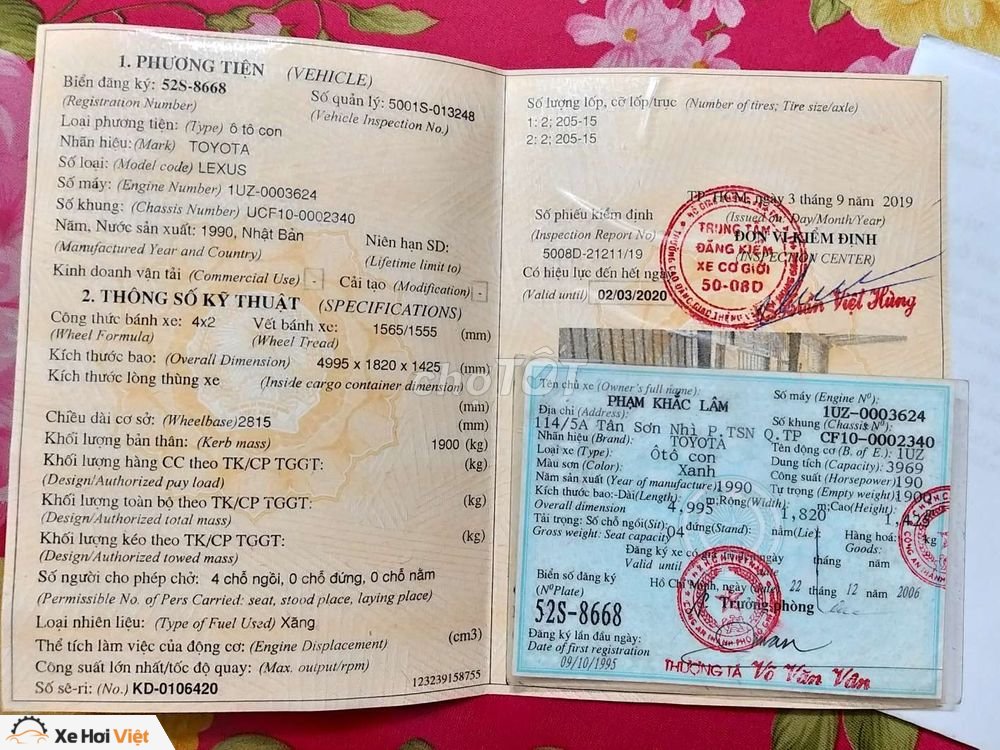 1. PHƯƠNG TIỆN (VEHICLE)
Biển đăng ký: 52S-8668
(Registration Number)
Số quản lý: 5001S-013248
(Vehicle Inspection No.)
Loại phương tiện: (Type) ô tô con
Nhãn hiệu: (Mark) TOYOTA
Số loại: (Model code) LEXUS
Số máy: (Engine Number) 1UZ-0003624
Số khung: (Chassis Number) UCF10-0002340
Năm, Nước sản xuất: 1990, Nhật Bản
(Manufactured Year and Country)
Niên hạn SD:
(Lifetime limit to)
Kinh doanh vận tải (Commercial Use) - Cải tạo (Modification) -
2. THÔNG SỐ KỸ THUẬT (SPECIFICATIONS)
Công thức bánh xe: 4x2 Vết bánh xe: 1565/1555 (mm)
(Wheel Formula) (Wheel Tread)
Kích thước bao: (Overall Dimension) 4995 x 1820 x 1425 (mm)
Kích thước lòng thùng xe (Inside cargo container dimension)
(mm)
Chiều dài cơ sở: (Wheelbase) 2815 (mm)
Khối lượng bản thân: (Kerb mass) 1900 (kg)
Khối lượng hàng CC theo TK/CP TGGT: (kg)
(Design/Authorized pay load)
Khối lượng toàn bộ theo TK/CP TGGT: (kg)
(Design/Authorized total mass)
Khối lượng kéo theo TK/CP TGGT: (kg)
(Design/Authorized towed mass)
Số người cho phép chở: 4 chỗ ngồi, 0 chỗ đứng, 0 chỗ nằm
(Permissible No. of Pers Carried: seat, stood place, laying place)
Loại nhiên liệu: (Type of Fuel Used) Xăng
Thể tích làm việc của động cơ: (Engine Displacement) (cm3)
Công suất lớn nhất/tốc độ quay: (Max. output/rpm)
123239158755
Số sê-ri: (No.) KD-0106420
Số lượng lốp, cỡ lốp/trục (Number of tires; Tire size/axle)
1: 2; 205-15
2: 2; 205-15
TP. HCM, ngày 3 tháng 9 năm 2019
(Issued on: Day/Month/Year)
Số phiếu kiểm định
(Inspection Report No)
5008D-21211/19
ĐƠN VỊ KIỂM ĐỊNH
(INSPECTION CENTER)
Có hiệu lực đến hết ngày
(Valid until) 02/03/2020
TRUNG TÂM
ĐĂNG KIỂM
XE CƠ GIỚI
50-08D
Trần Việt Hùng
Tên chủ xe (Owner's full name):
PHẠM KHẮC LÂM
Số máy (Engine Nº):
1UZ-0003624
Địa chỉ (Address):
114/5A Tân Sơn Nhì P.TSN Q.TP
Số khung (Chassis Nº):
CF10-0002340
Nhãn hiệu (Brand): TOYOTA
Tên động cơ (B. of E.): 1UZ
Loại xe (Type): Ôtô con
Dung tích (Capacity): 3969
Màu sơn (Color): Xanh
Công suất (Horsepower) 190
Năm sản xuất (Year of manufacture) 1990
Tự trọng (Empty weight) 1900
Kích thước bao:-Dài(Length): m;Rộng(Width): m;Cao(Height):
Overall dimension 4,995 1,820
Tải trọng: Số chỗ ngồi(Sit): 04 đứng(Stand): nằm(Lie): Hàng hoá: kg
Gross weight: Seat capacity Goods:
Đăng ký xe có giá trị đến ngày tháng năm
Valid until
Biển số đăng ký
(Nº Plate)
Hồ Chí Minh, ngày 22 tháng 12 năm 2006
52S-8668
Trưởng phòng
Đăng ký lần đầu ngày:
Date of first registration
09/10/1995
THƯỢNG TÁ Võ Văn Vân
chợTỐT
Xe Hơi Việt